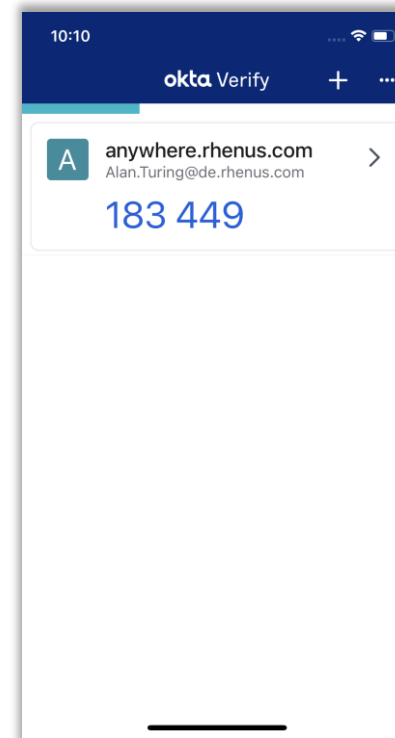 10:10
okta Verify
A
anywhere.rhenus.com
Alan.Turing@de.rhenus.com
183 449